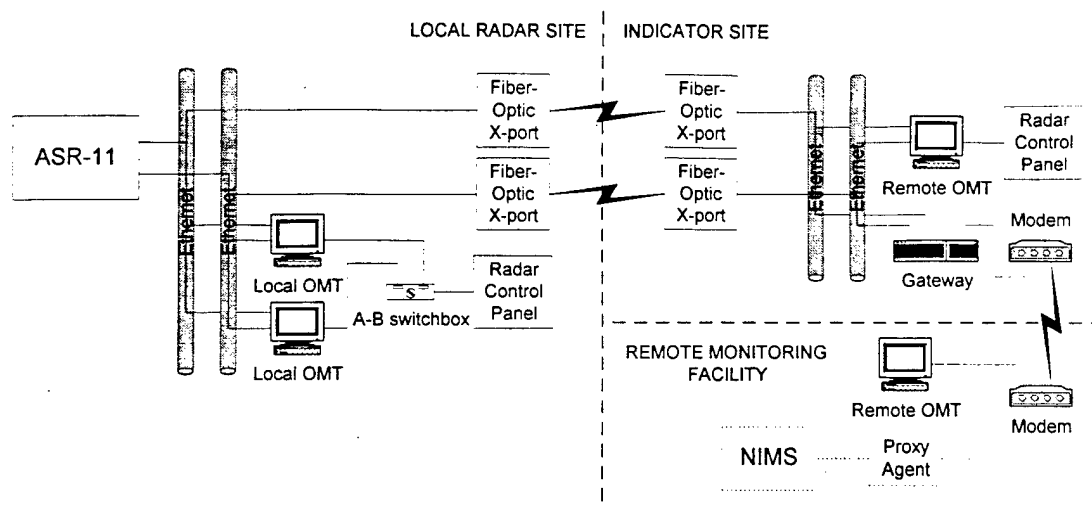 LOCAL RADAR SITE
INDICATOR SITE
ASR-11
Ethernet
Ethernet
Fiber-
Optic
X-port
Fiber-
Optic
X-port
Local OMT
Local OMT
S
A-B switchbox
Radar
Control
Panel
Fiber-
Optic
X-port
Fiber-
Optic
X-port
Ethernet
Ethernet
Remote OMT
Radar
Control
Panel
Modem
Gateway
REMOTE MONITORING
FACILITY
Remote OMT
Modem
NIMS
Proxy
Agent